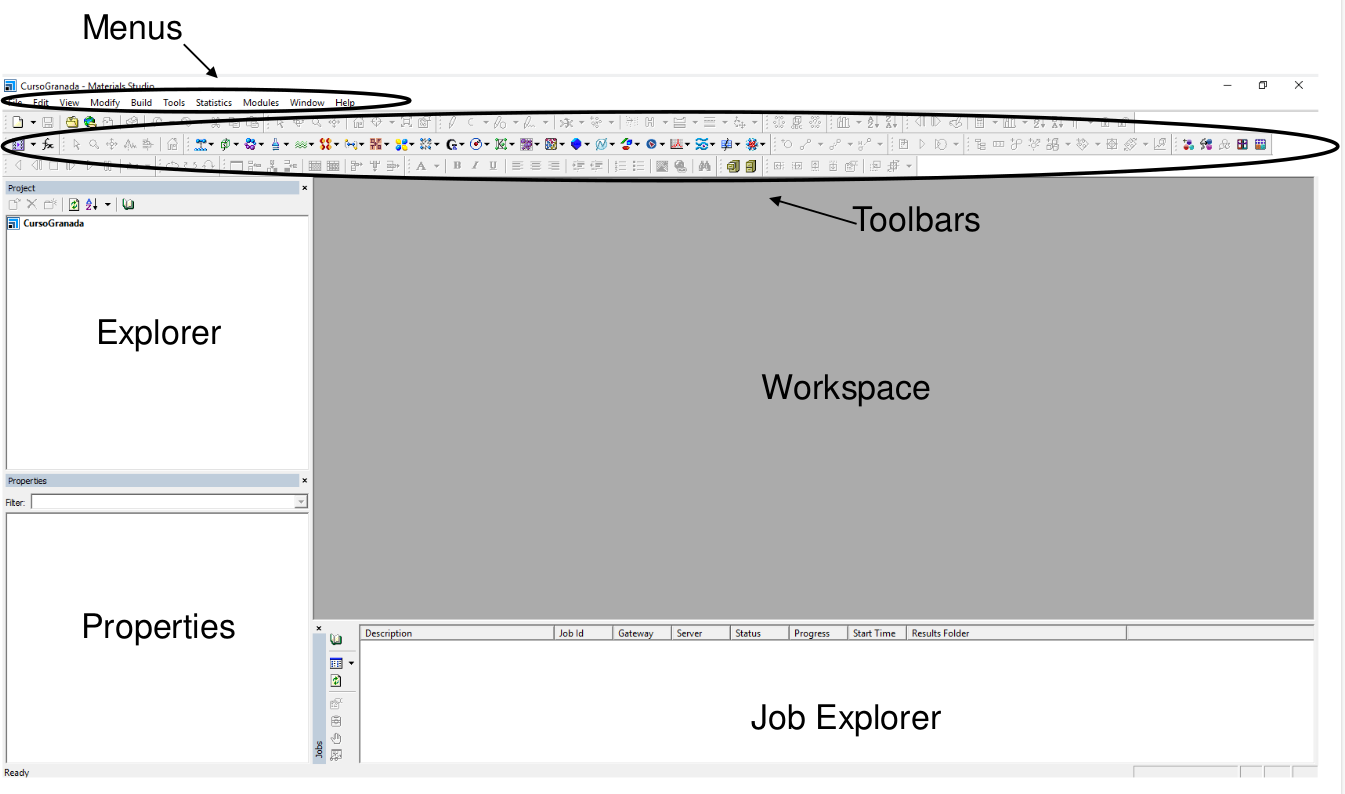 Menus
CursoGranada - Materials Studio
File Edit View Modify Build Tools Statistics Modules Window Help
Project
Toolbars
CursoGranada
Explorer
Workspace
Properties
Filter:
Properties
Description Job Id Gateway Server Status Progress Start Time Results Folder
Job Explorer
Jobs
Ready